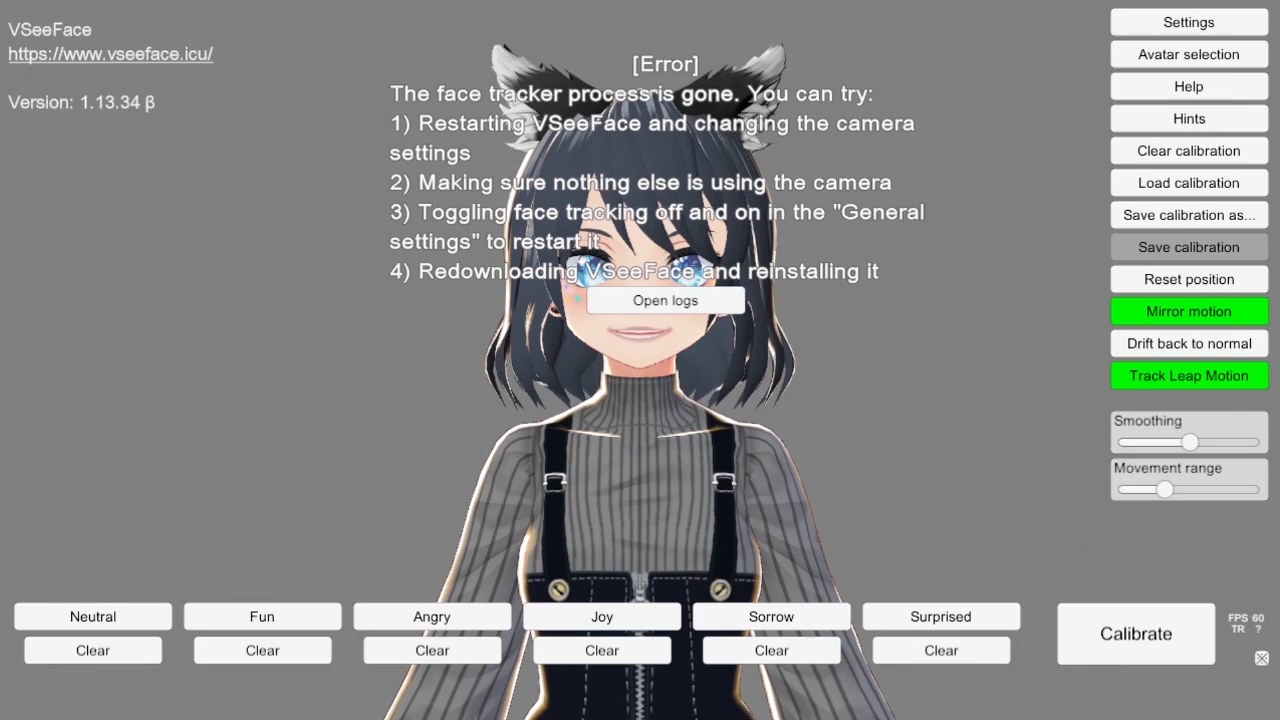 VSeeFace
https://www.vseeface.icu/
Version: 1.13.34 β
[Error]
The face tracker process is gone. You can try:
1) Restarting VSeeFace and changing the camera
settings
2) Making sure nothing else is using the camera
3) Toggling face tracking off and on in the "General
settings" to restart it
4) Redownloading VSeeFace and reinstalling it
Open logs
Settings
Avatar selection
Help
Hints
Clear calibration
Load calibration
Save calibration as...
Save calibration
Reset position
Mirror motion
Drift back to normal
Track Leap Motion
Smoothing
Movement range
Neutral Fun Angry Joy Sorrow Surprised
Clear Clear Clear Clear Clear Clear
Calibrate
FPS 60
TR ?